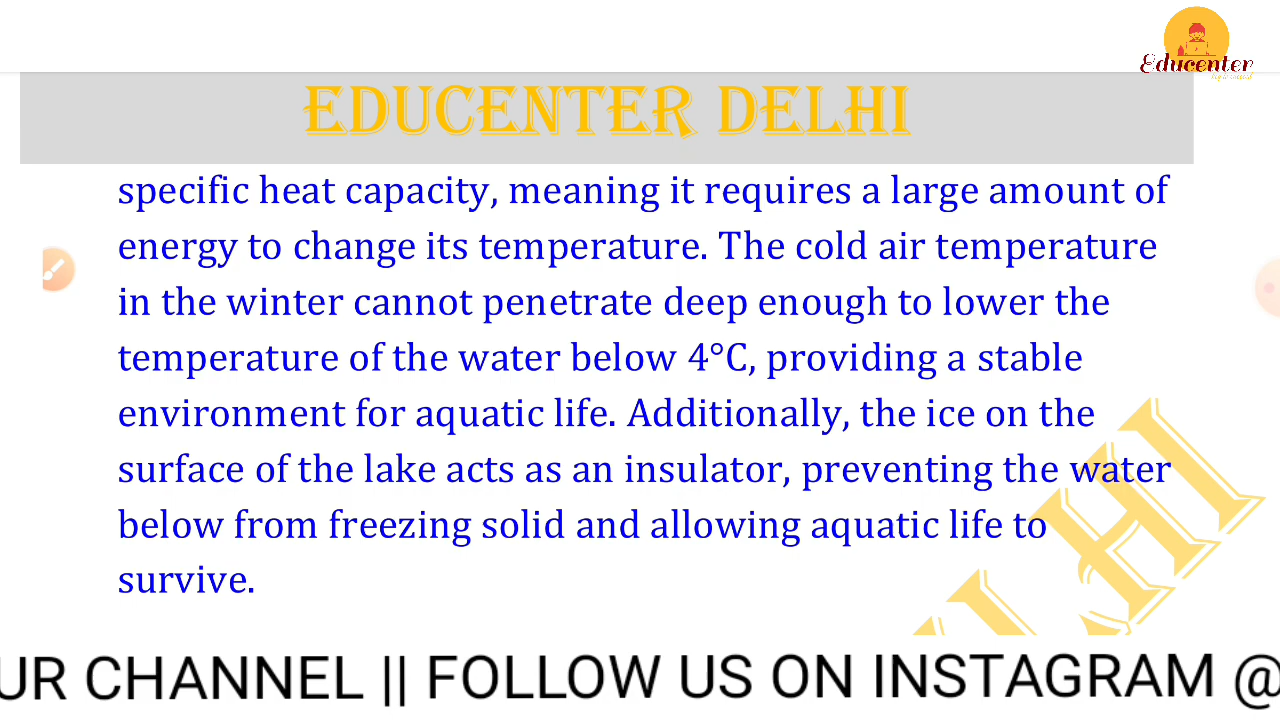 Educenter
EDUCENTER DELHI
specific heat capacity, meaning it requires a large amount of
energy to change its temperature. The cold air temperature
in the winter cannot penetrate deep enough to lower the
temperature of the water below 4°C, providing a stable
environment for aquatic life. Additionally, the ice on the
surface of the lake acts as an insulator, preventing the water
below from freezing solid and allowing aquatic life to
survive.
LHI
UR CHANNEL || FOLLOW US ON INSTAGRAM @